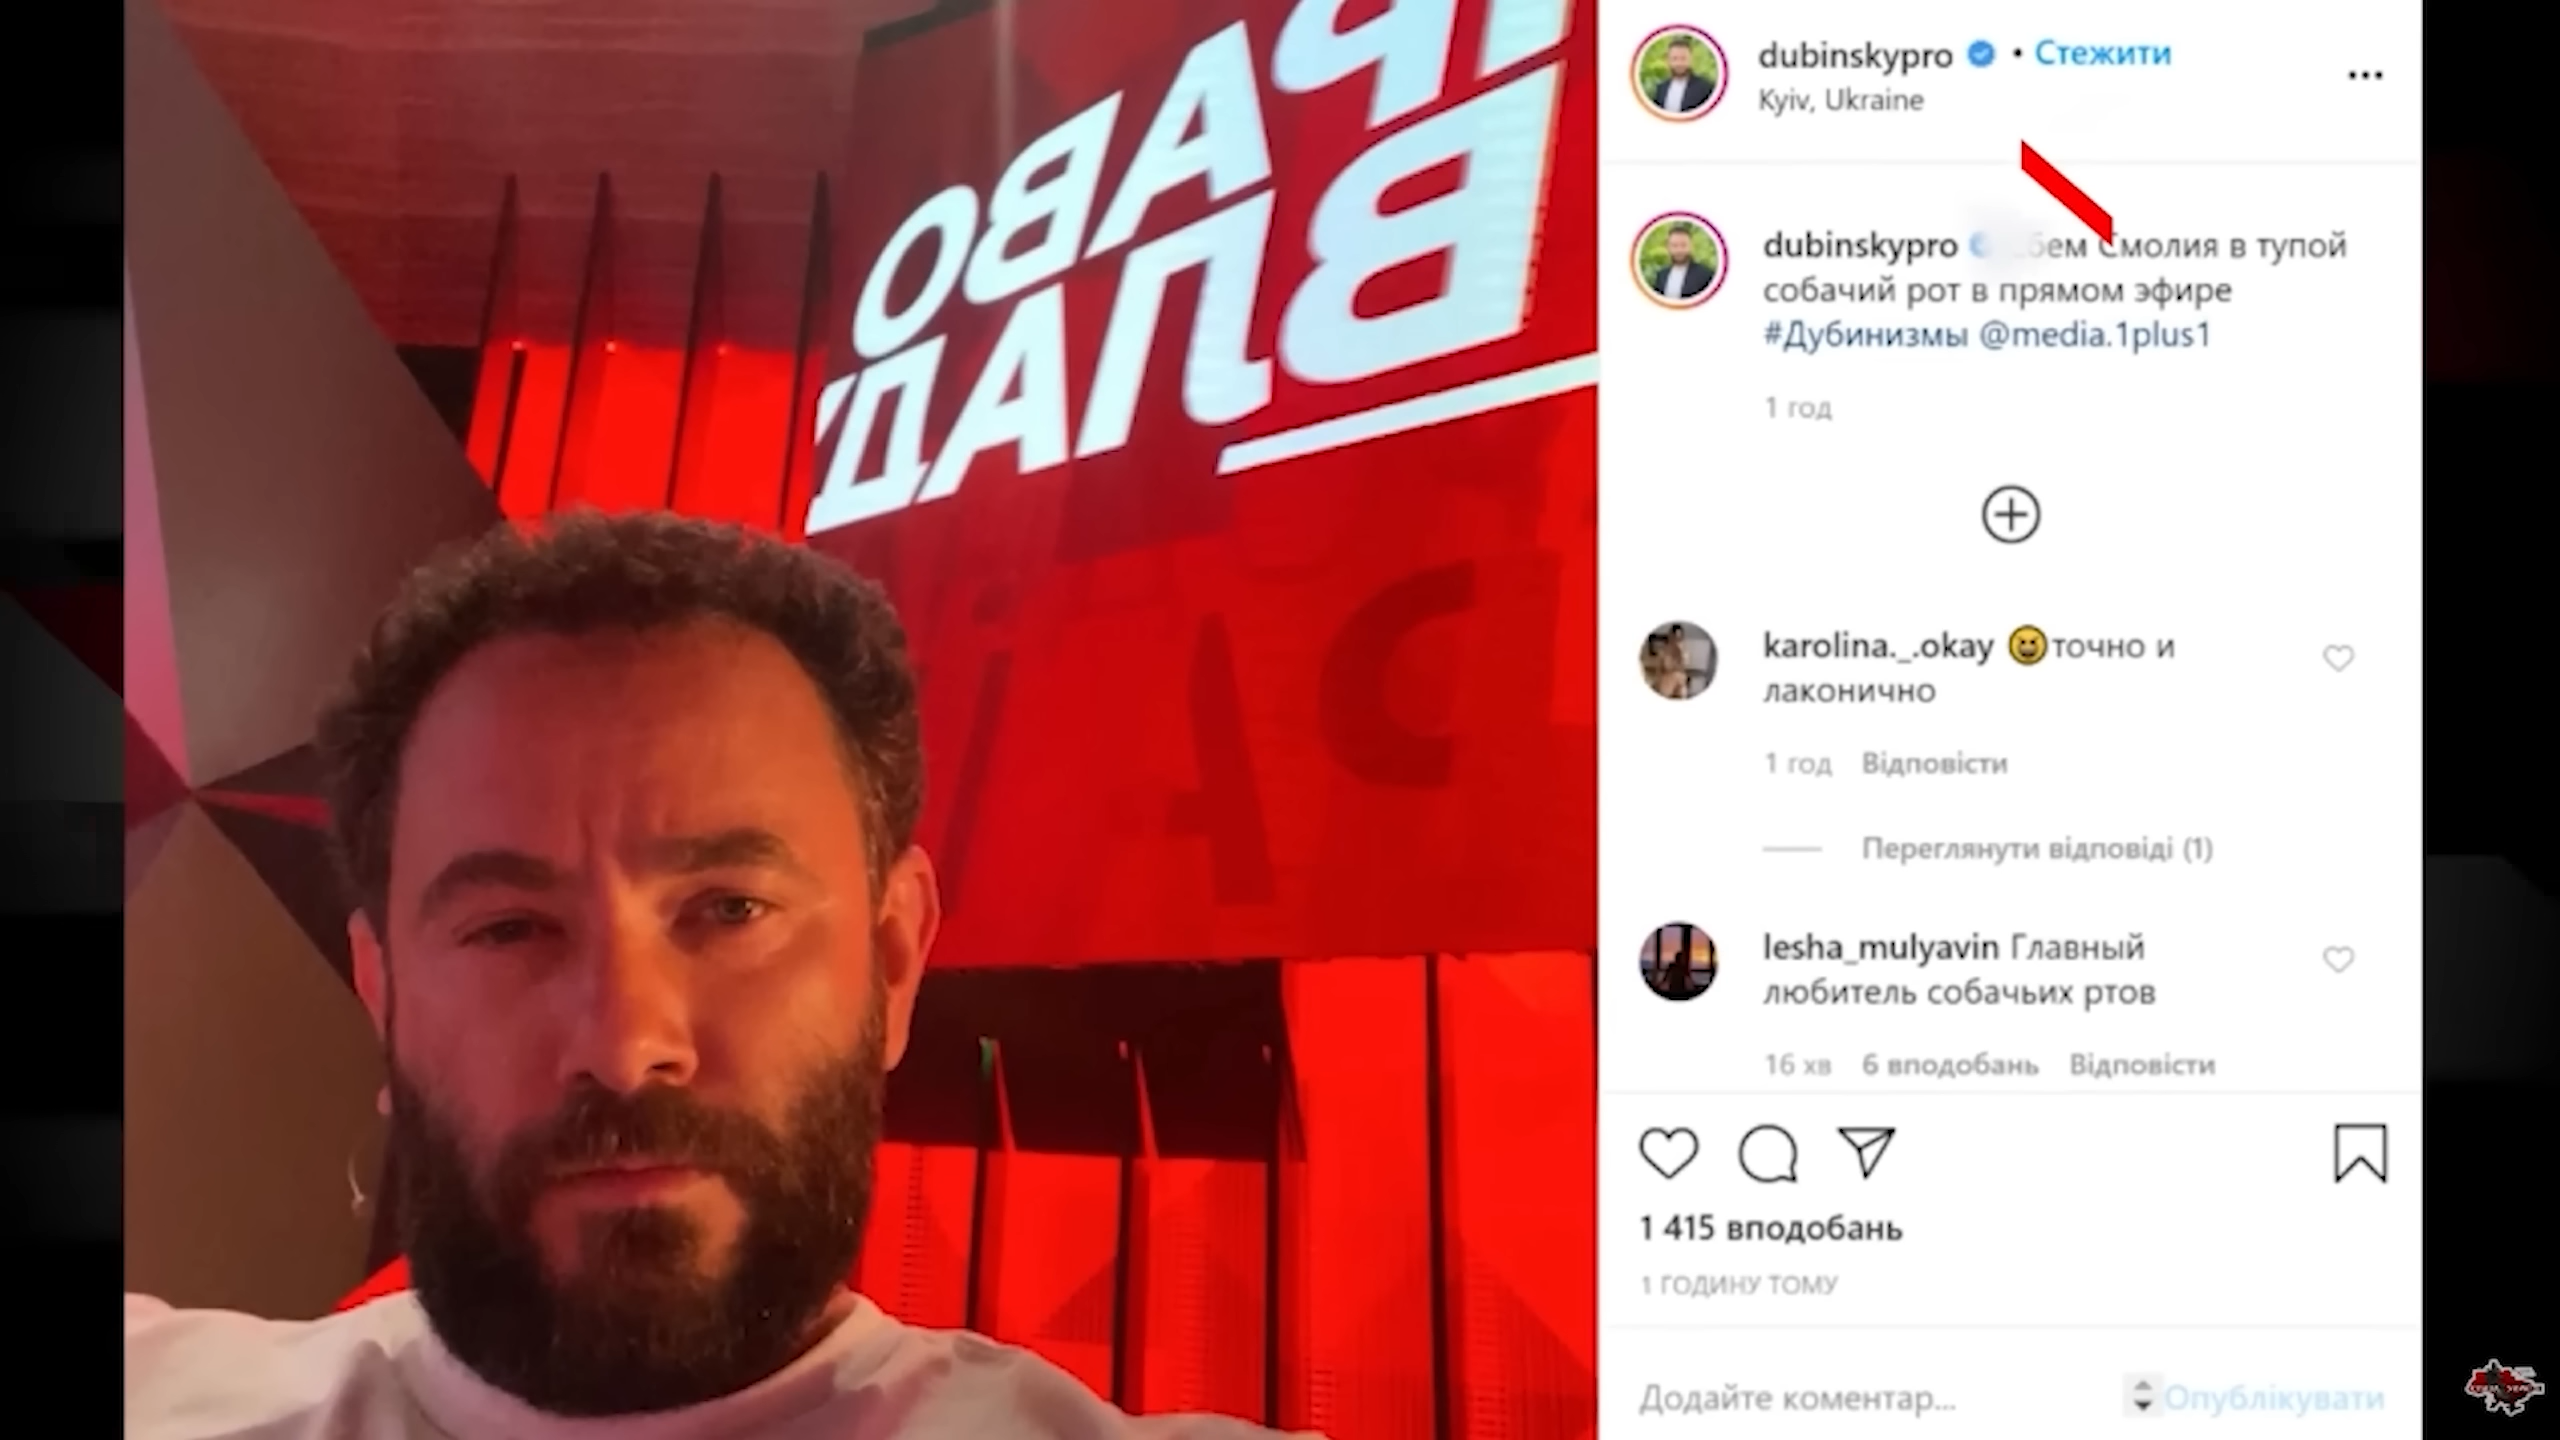 dubinskypro • Стежити
Kyiv, Ukraine
dubinskypro Смолия в тупой
собачий рот в прямом эфире
#Дубинизмы @media.1plus1
1 год
karolina._.okay точно и
лаконично
1 год Відповісти
Переглянути відповіді (1)
lesha_mulyavin Главный
любитель собачьих ртов
16 хв 6 вподобань Відповісти
1 415 вподобань
1 ГОДИНУ ТОМУ
Додайте коментар...
Опублікувати